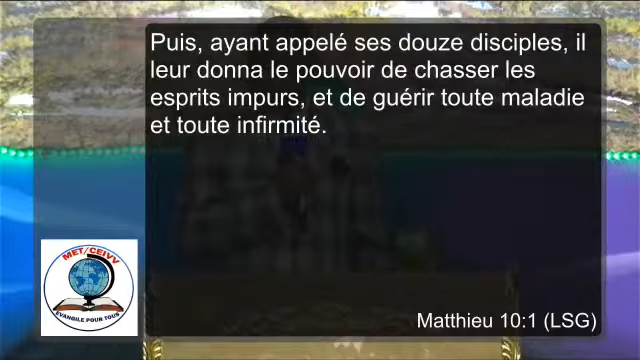 Puis, ayant appelé ses douze disciples, il
leur donna le pouvoir de chasser les
esprits impurs, et de guérir toute maladie
et toute infirmité.
MET/CEIVV
EVANGILE POUR TOUS
Matthieu 10:1 (LSG)